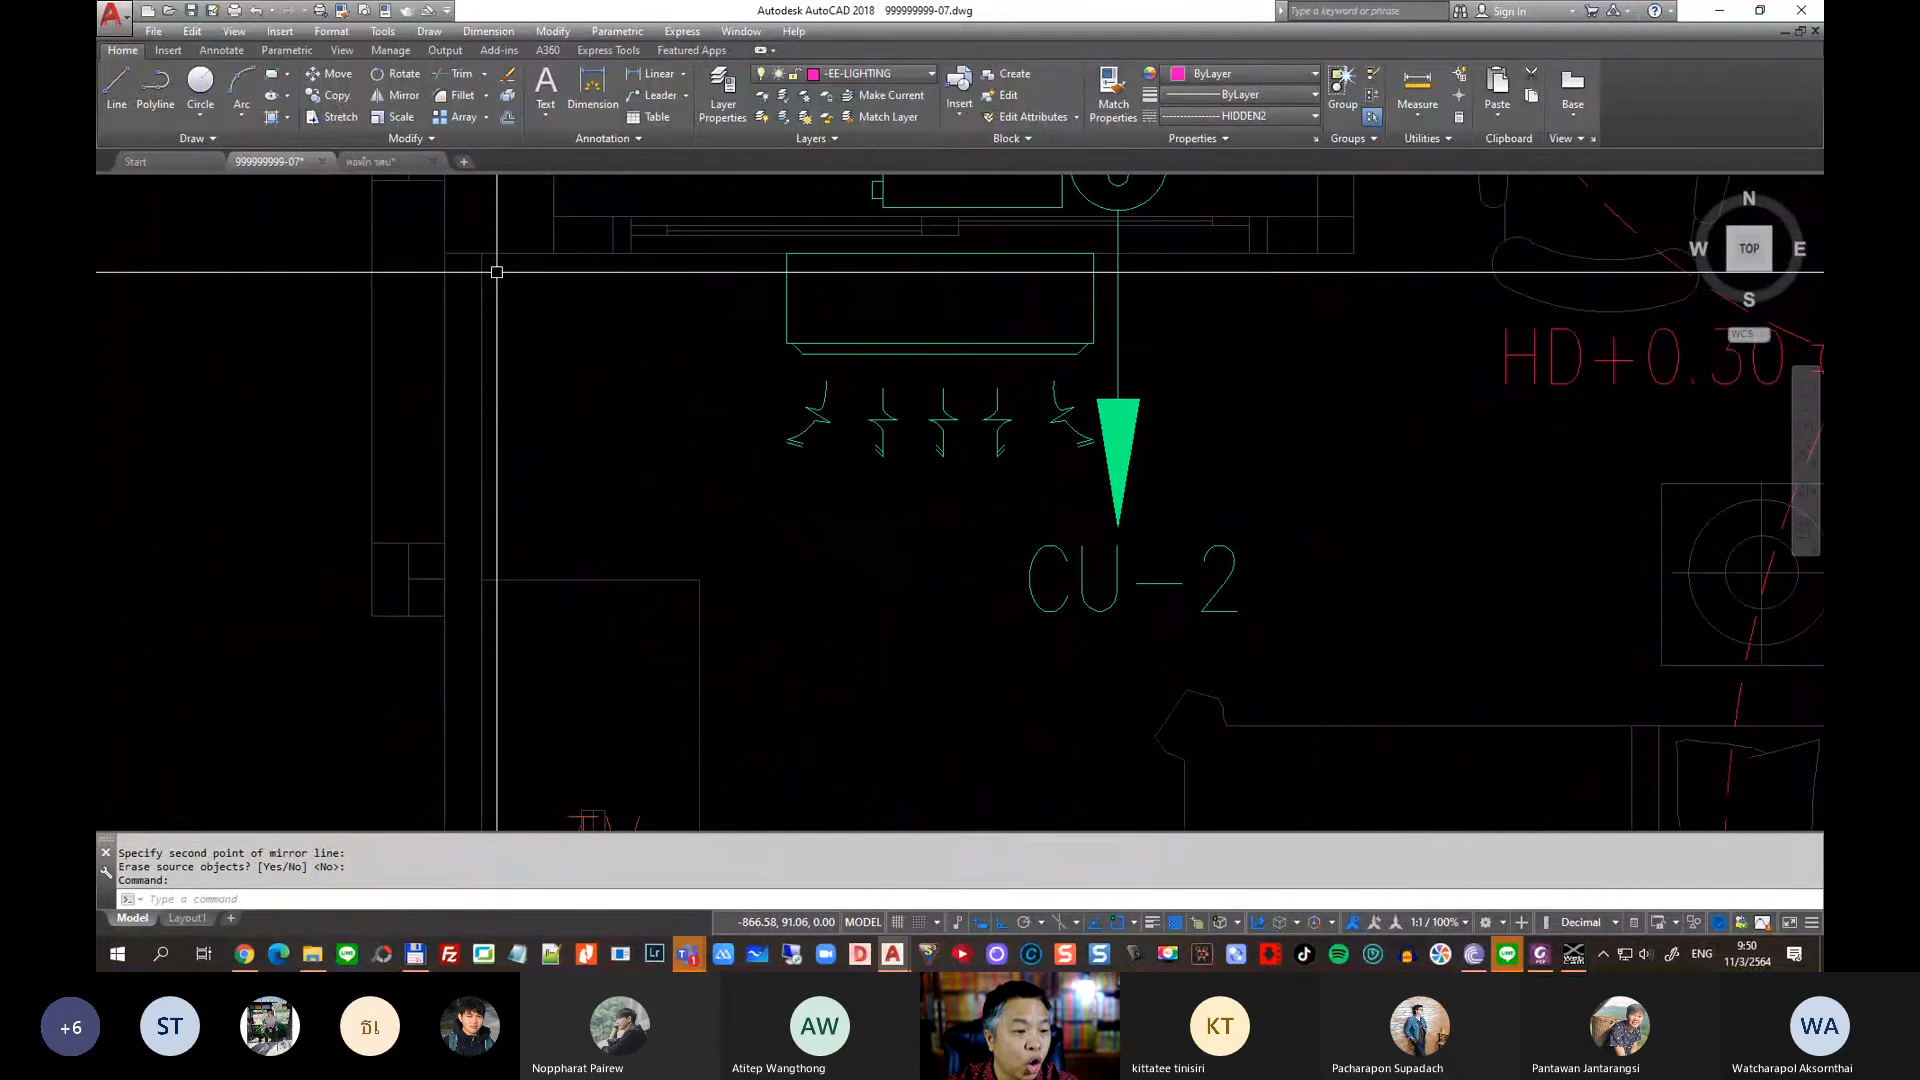 Autodesk AutoCAD 2018 999999999-07.dwg
Type a keyword or phrase
Sign In
File Edit View Insert Format Tools Draw Dimension Modify Parametric Express Window Help
Home Insert Annotate Parametric View Manage Output Add-ins A360 Express Tools Featured Apps
Line Polyline Circle Arc
Move Rotate Trim
Copy Mirror Fillet
Stretch Scale Array
Text Dimension
Linear
Leader
Table
Layer Properties
-EE-LIGHTING
Make Current
Match Layer
Insert
Create
Edit
Edit Attributes
Match Properties
ByLayer
ByLayer
HIDDEN2
Group
Measure
Paste
Base
Draw Modify Annotation Layers Block Properties Groups Utilities Clipboard View
Start 999999999-07*
N
W TOP E
S
WCS
HD+0.30
CU-2
TV
Specify second point of mirror line:
Erase source objects? [Yes/No] <No>:
Command:
Type a command
Model Layout1 +
-866.58, 91.06, 0.00 MODEL 1:1 / 100% Decimal
ENG
9:50
11/3/2564
+6
ST
ธเ
AW
KT
WA
Noppharat Pairew
Atitep Wangthong
kittatee tinisiri
Pacharapon Supadach
Pantawan Jantarangsi
Watcharapol Aksornthai